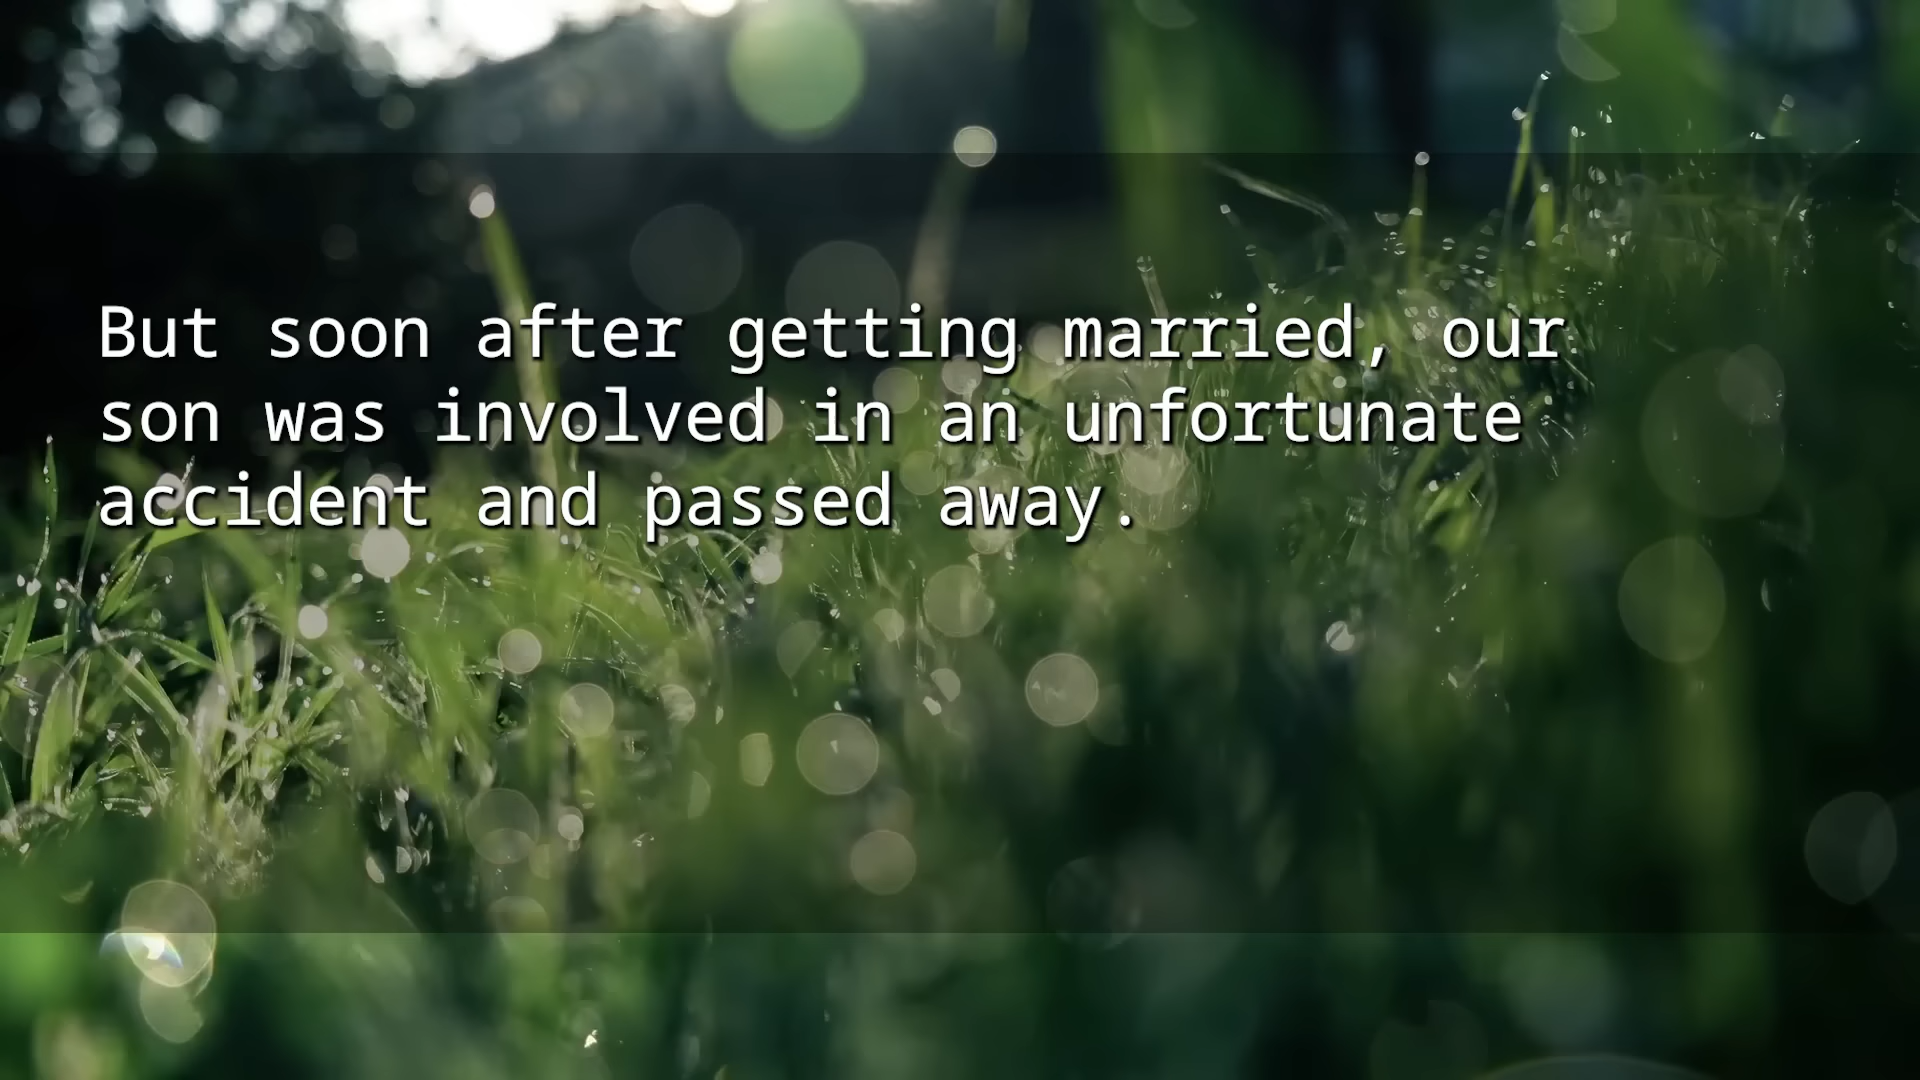 But soon after getting married, our
son was involved in an unfortunate
accident and passed away.